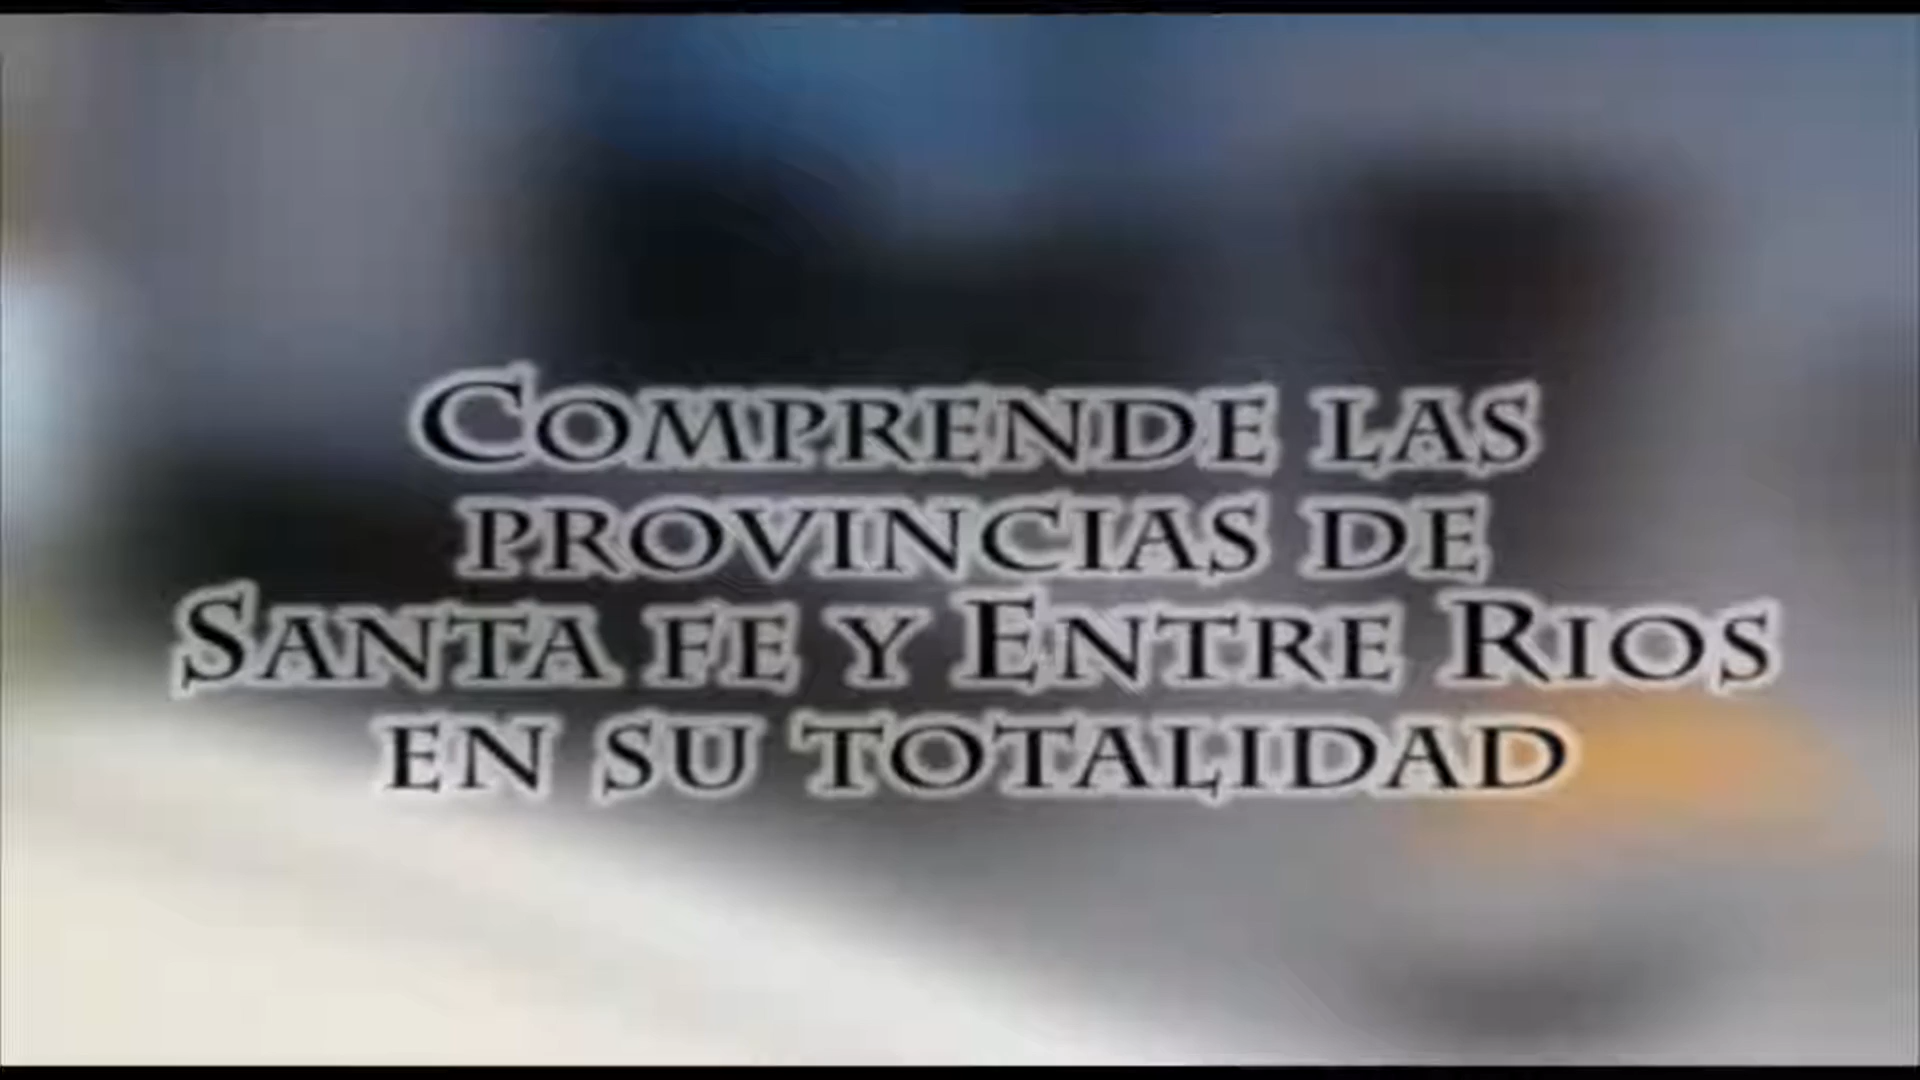 Comprende las
provincias de
Santa fe y Entre Rios
en su totalidad